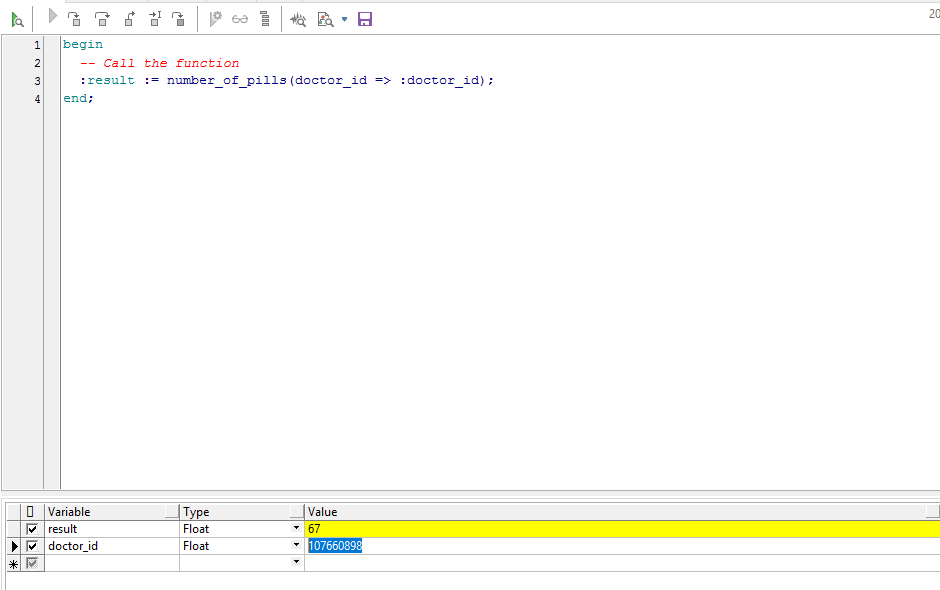 20
1 begin
2 -- Call the function
3 :result := number_of_pills(doctor_id => :doctor_id);
4 end;
Variable Type Value
result Float 67
doctor_id Float 107660898